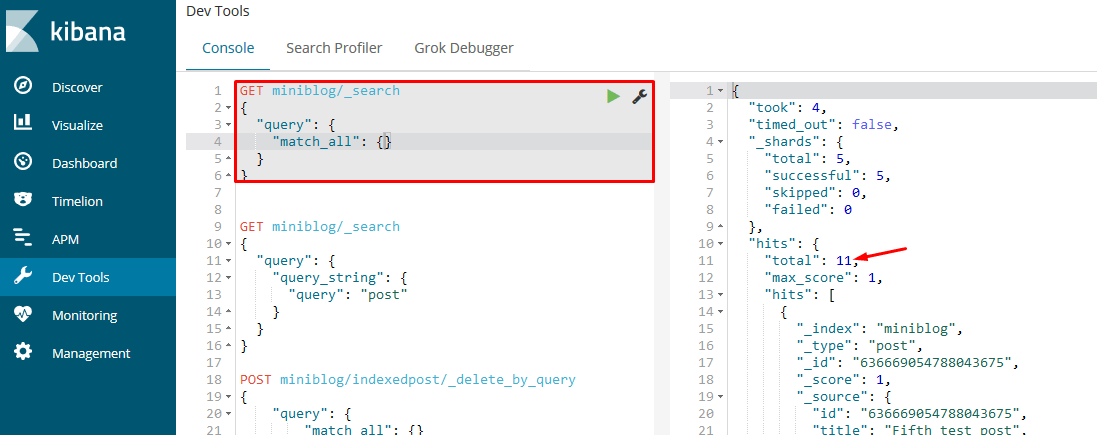 kibana
Discover
Visualize
Dashboard
Timelion
APM
Dev Tools
Monitoring
Management
Dev Tools
Console Search Profiler Grok Debugger
1 GET miniblog/_search
2 {
3 "query": {
4 "match_all": {}
5 }
6 }
7
8
9 GET miniblog/_search
10 {
11 "query": {
12 "query_string": {
13 "query": "post"
14 }
15 }
16 }
17
18 POST miniblog/indexedpost/_delete_by_query
19 {
20 "query": {
21 "match_all": {}
1 {
2 "took": 4,
3 "timed_out": false,
4 "_shards": {
5 "total": 5,
6 "successful": 5,
7 "skipped": 0,
8 "failed": 0
9 },
10 "hits": {
11 "total": 11,
12 "max_score": 1,
13 "hits": [
14 {
15 "_index": "miniblog",
16 "_type": "post",
17 "_id": "636669054788043675",
18 "_score": 1,
19 "_source": {
20 "id": "636669054788043675",
21 "title": "Fifth test post",